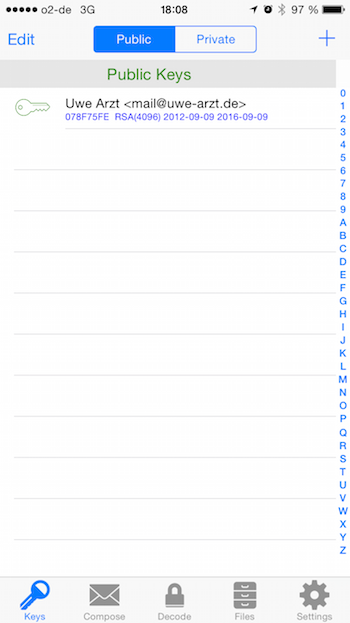 o2-de 3G 18:08 97 %
Edit Public Private +
Public Keys
Uwe Arzt <mail@uwe-arzt.de>
078F75FE RSA(4096) 2012-09-09 2016-09-09
0
1
2
3
4
5
6
7
8
9
A
B
C
D
E
F
G
H
I
J
K
L
M
N
O
P
Q
R
S
T
U
V
W
X
Y
Z
Keys Compose Decode Files Settings